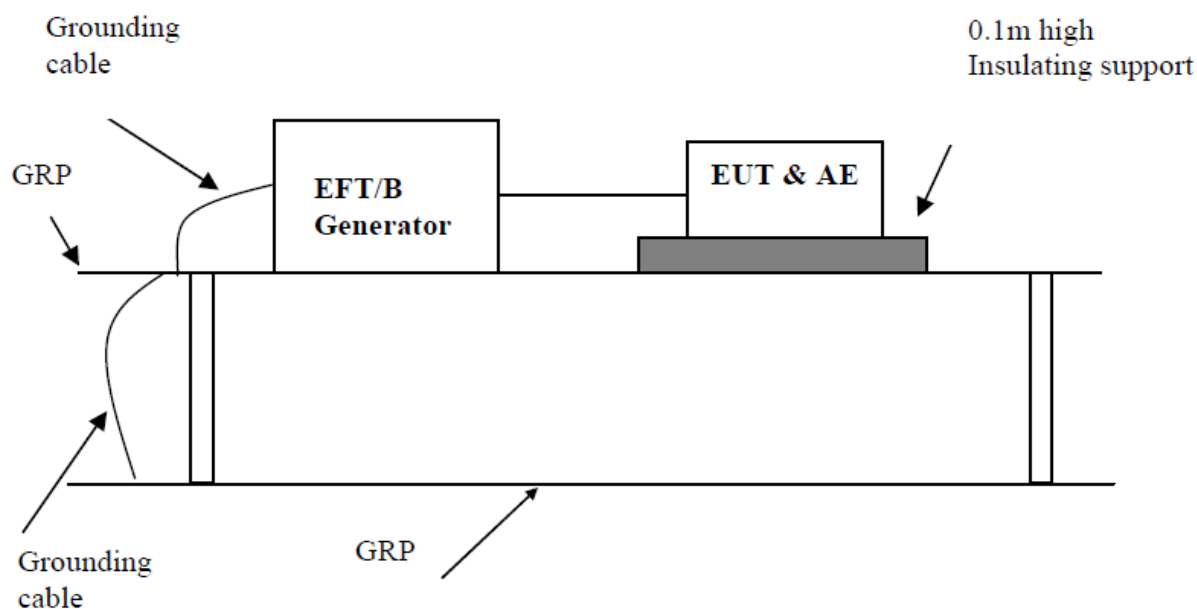 Grounding
cable
0.1m high
Insulating support
GRP
EFT/B
Generator
EUT & AE
Grounding
cable
GRP